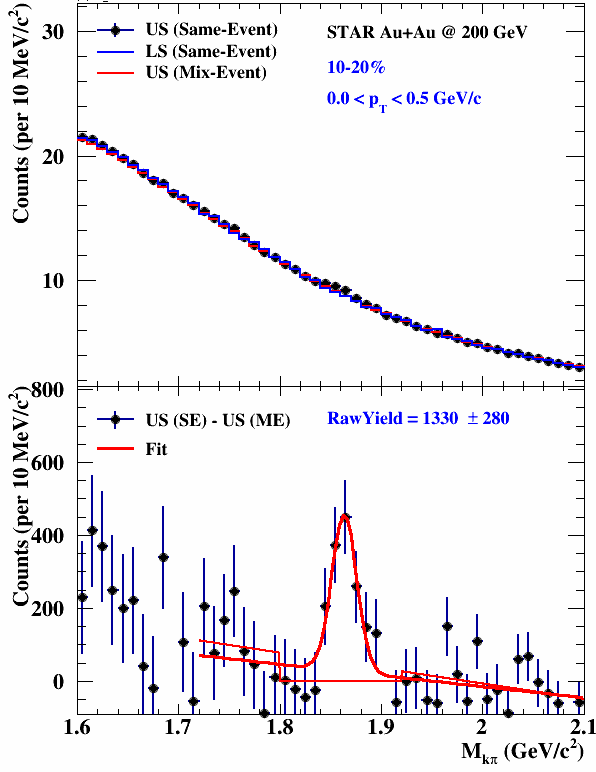 30
20
10
Counts (per 10 MeV/c²)
US (Same-Event)
LS (Same-Event)
US (Mix-Event)
STAR Au+Au @ 200 GeV
10-20%
0.0 < p_T < 0.5 GeV/c
800
600
400
200
0
Counts (per 10 MeV/c²)
US (SE) - US (ME)
Fit
RawYield = 1330 ± 280
1.6 1.7 1.8 1.9 2 2.1
M_kπ (GeV/c²)